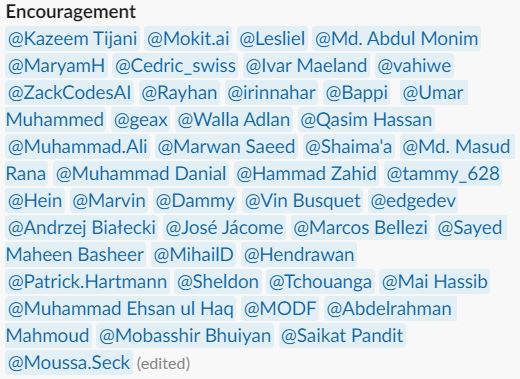 Encouragement
@Kazeem Tijani @Mokit.ai @Lesliel @Md. Abdul Monim
@MaryamH @Cedric_swiss @Ivar Maeland @vahiwe
@ZackCodesAI @Rayhan @irinnahar @Bappi @Umar
Muhammed @geax @Walla Adlan @Qasim Hassan
@Muhammad.Ali @Marwan Saeed @Shaima'a @Md. Masud
Rana @Muhammad Danial @Hammad Zahid @tammy_628
@Hein @Marvin @Dammy @Vin Busquet @edgedev
@Andrzej Białecki @José Jácome @Marcos Bellezi @Sayed
Maheen Basheer @MihailD @Hendrawan
@Patrick.Hartmann @Sheldon @Tchouanga @Mai Hassib
@Muhammad Ehsan ul Haq @MODF @Abdelrahman
Mahmoud @Mobasshir Bhuiyan @Saikat Pandit
@Moussa.Seck (edited)